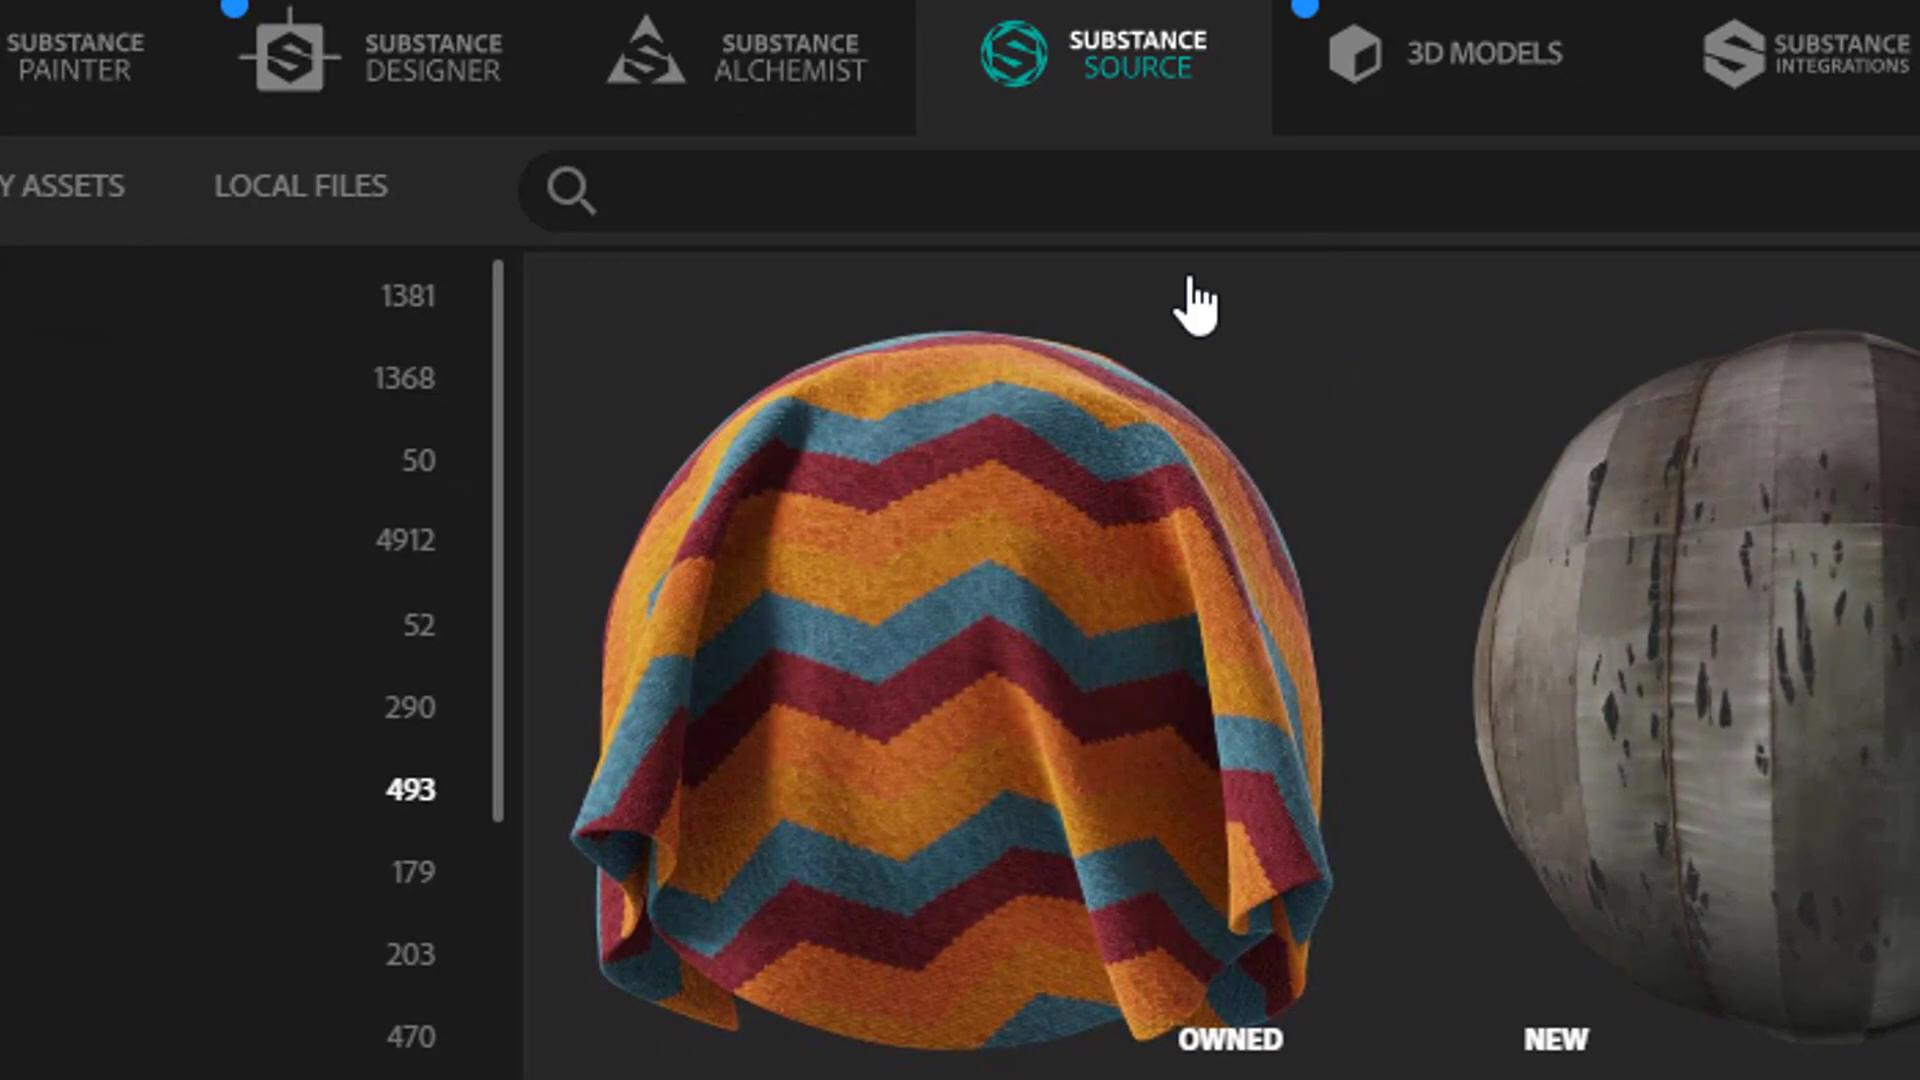 SUBSTANCE
PAINTER
SUBSTANCE
DESIGNER
SUBSTANCE
ALCHEMIST
SUBSTANCE
SOURCE
3D MODELS
SUBSTANCE
INTEGRATIONS
Y ASSETS
LOCAL FILES
1381
1368
50
4912
52
290
493
179
203
470
OWNED
NEW